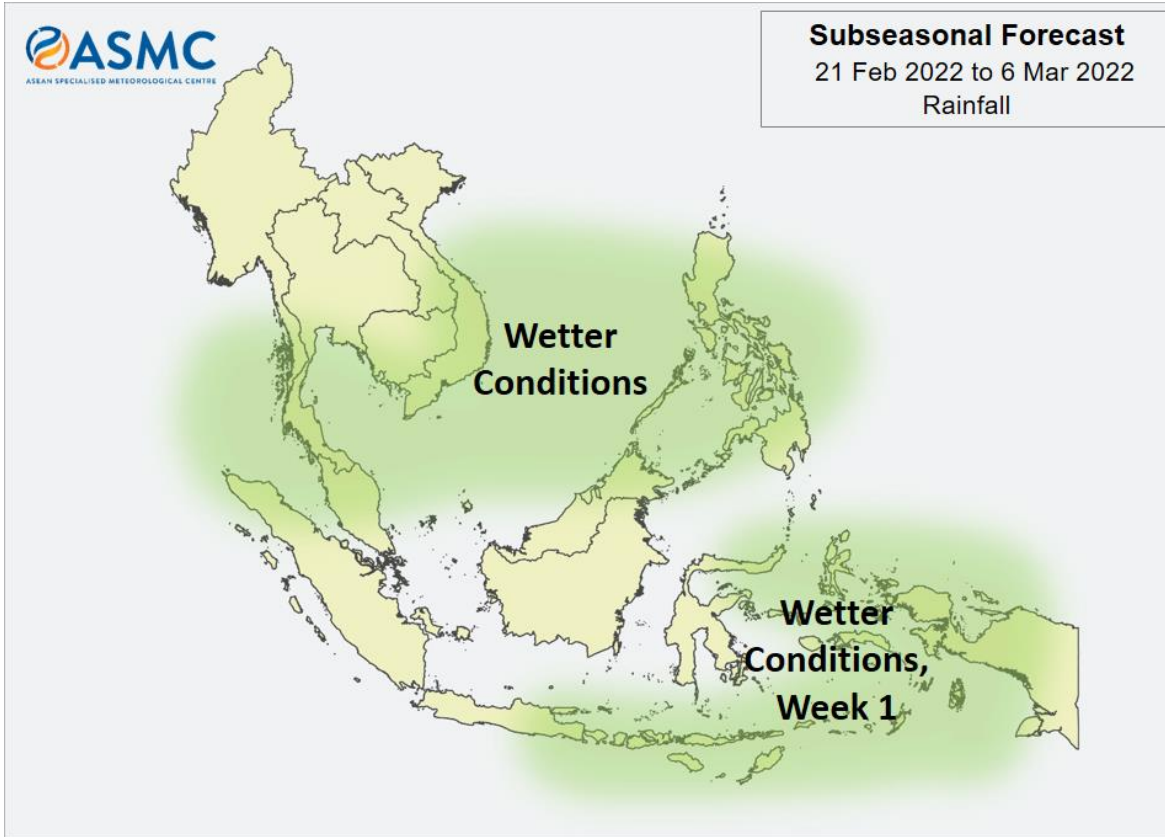 ASMC
ASEAN SPECIALISED METEOROLOGICAL CENTRE
Subseasonal Forecast
21 Feb 2022 to 6 Mar 2022
Rainfall
Wetter
Conditions
Wetter
Conditions,
Week 1